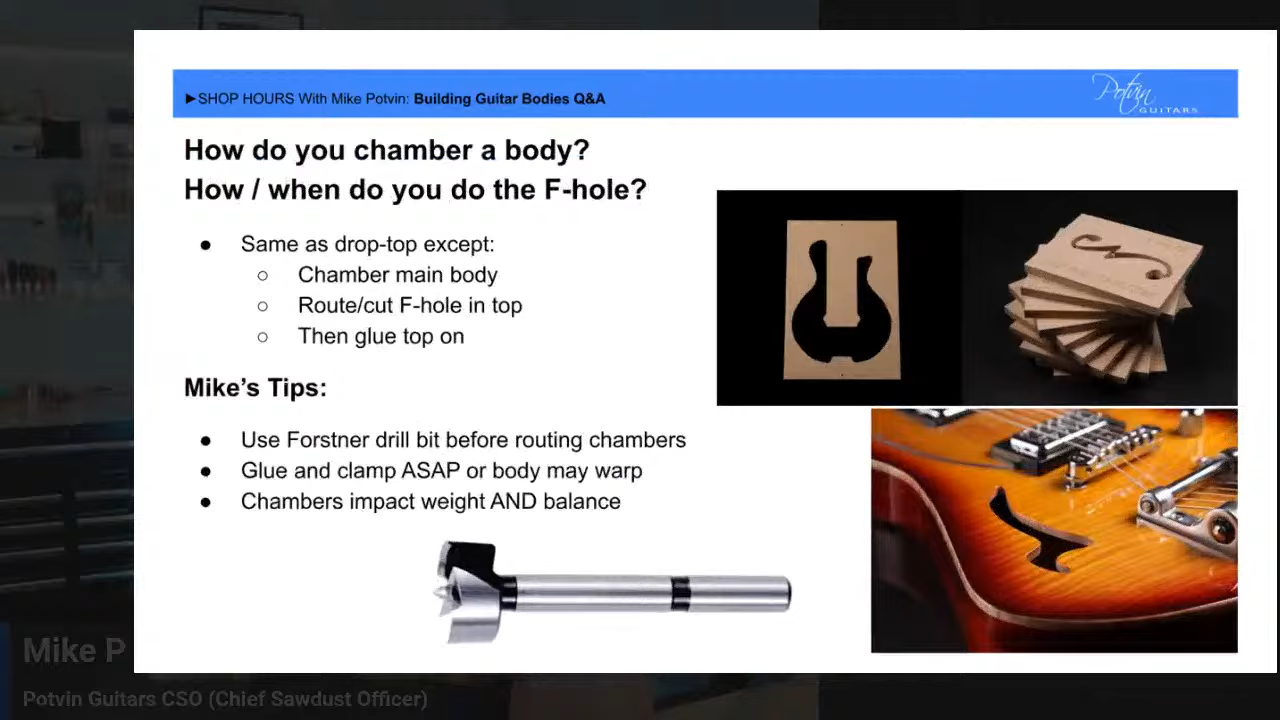 ►SHOP HOURS With Mike Potvin: Building Guitar Bodies Q&A
Potvin
GUITARS
How do you chamber a body?
How / when do you do the F-hole?
● Same as drop-top except:
○ Chamber main body
○ Route/cut F-hole in top
○ Then glue top on
Mike's Tips:
● Use Forstner drill bit before routing chambers
● Glue and clamp ASAP or body may warp
● Chambers impact weight AND balance
Mike P
Potvin Guitars CSO (Chief Sawdust Officer)